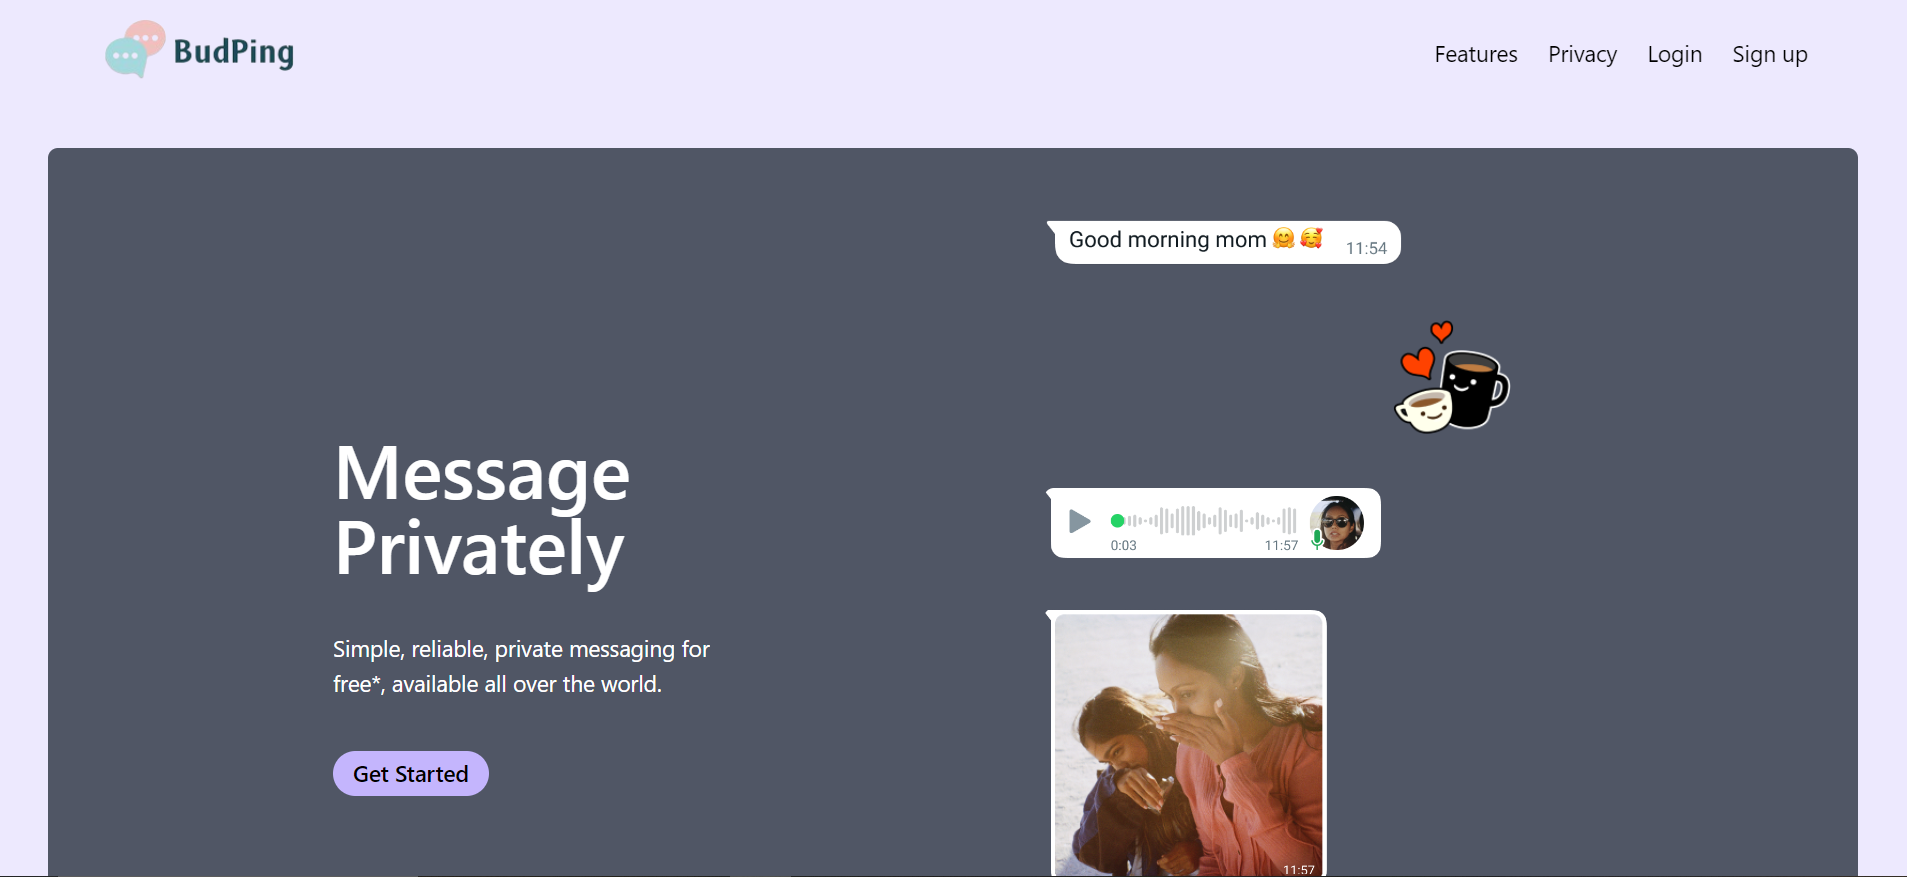 BudPing
Features Privacy Login Sign up
Good morning mom 🤗 🥰 11:54
0:03 11:57
11:57
Message
Privately
Simple, reliable, private messaging for
free*, available all over the world.
Get Started